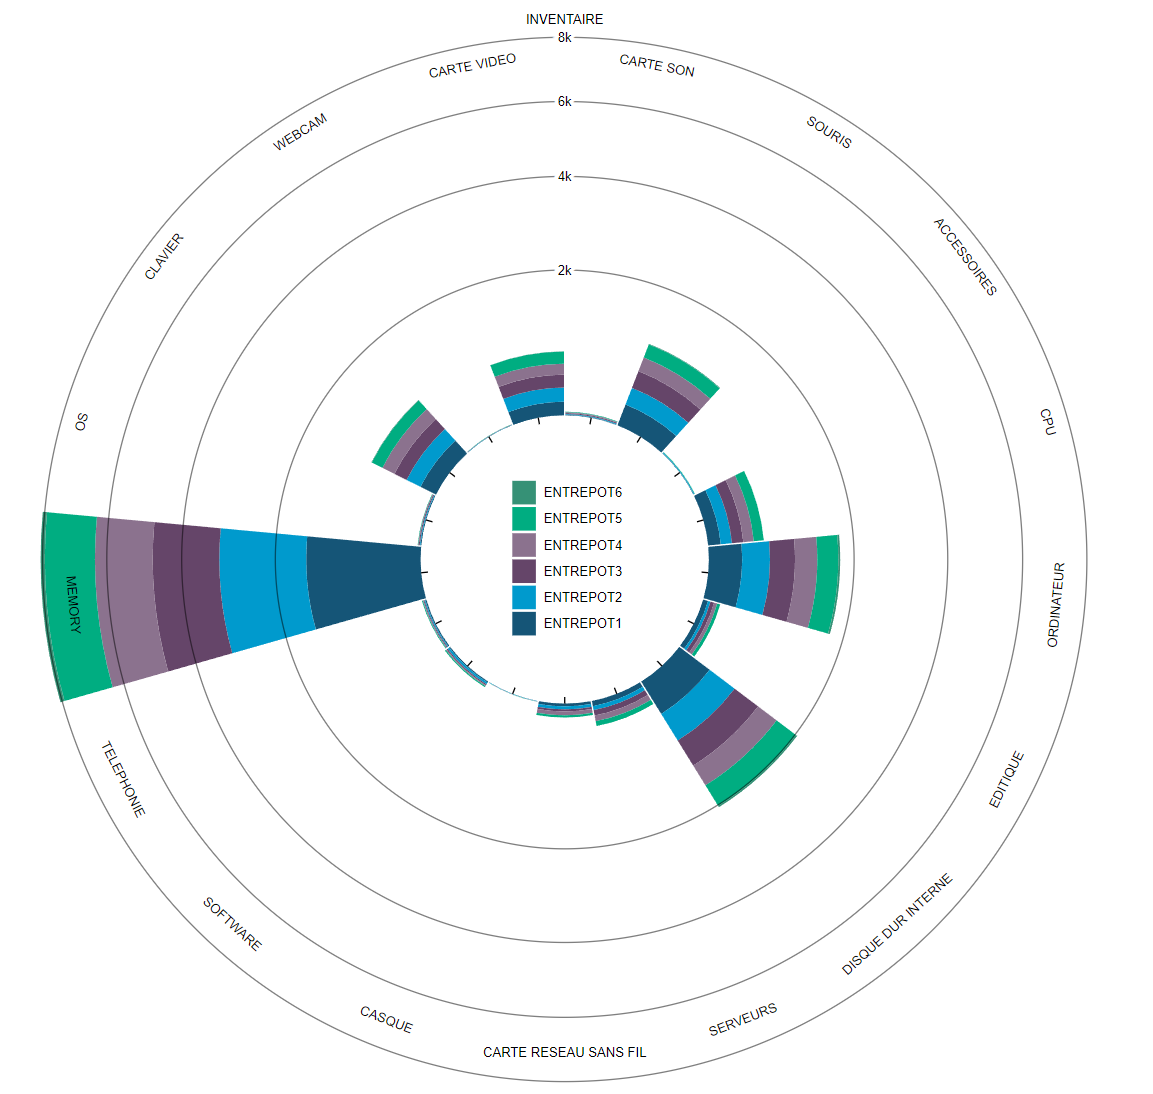 INVENTAIRE
8k
6k
4k
2k
CARTE SON
SOURIS
ACCESSOIRES
CPU
ORDINATEUR
EDITIQUE
DISQUE DUR INTERNE
SERVEURS
CARTE RESEAU SANS FIL
CASQUE
SOFTWARE
TELEPHONIE
MEMORY
OS
CLAVIER
WEBCAM
CARTE VIDEO
ENTREPOT6
ENTREPOT5
ENTREPOT4
ENTREPOT3
ENTREPOT2
ENTREPOT1